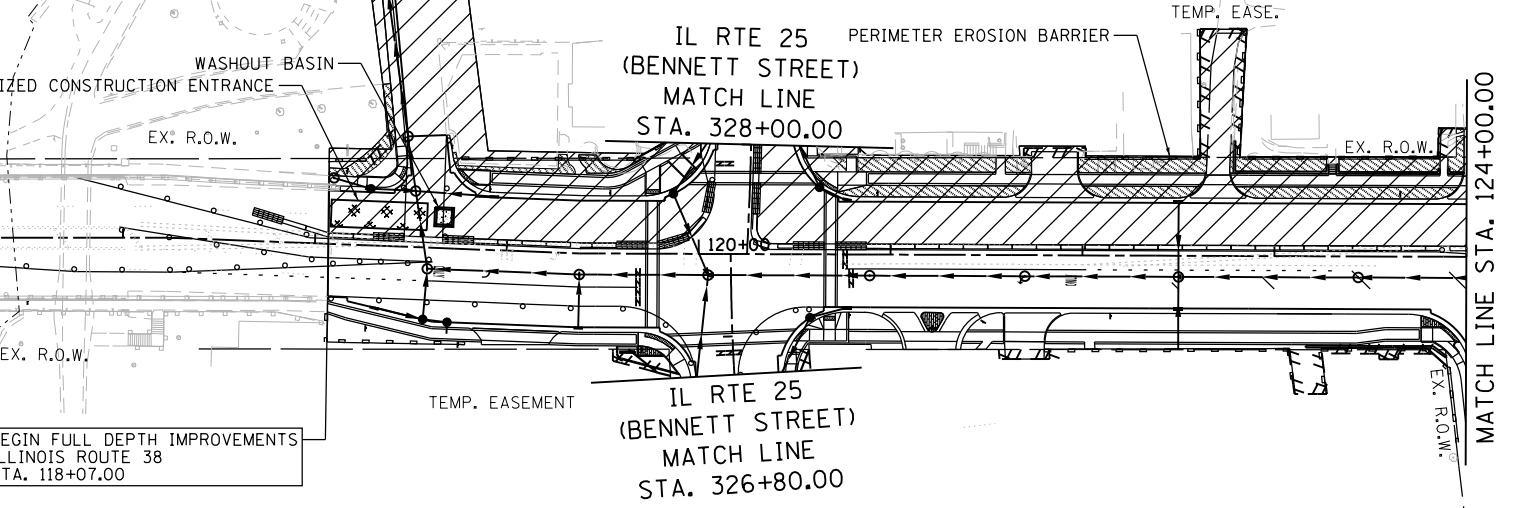 TEMP. EASE.
IL RTE 25
(BENNETT STREET)
MATCH LINE
STA. 328+00.00
PERIMETER EROSION BARRIER
WASHOUT BASIN
IZED CONSTRUCTION ENTRANCE
EX. R.O.W.
EX. R.O.W.
MATCH LINE STA. 124+00.00
120+00
EX. R.O.W.
TEMP. EASEMENT
IL RTE 25
(BENNETT STREET)
MATCH LINE
STA. 326+80.00
EX. R.O.W.
EGIN FULL DEPTH IMPROVEMENTS
LLINOIS ROUTE 38
TA. 118+07.00